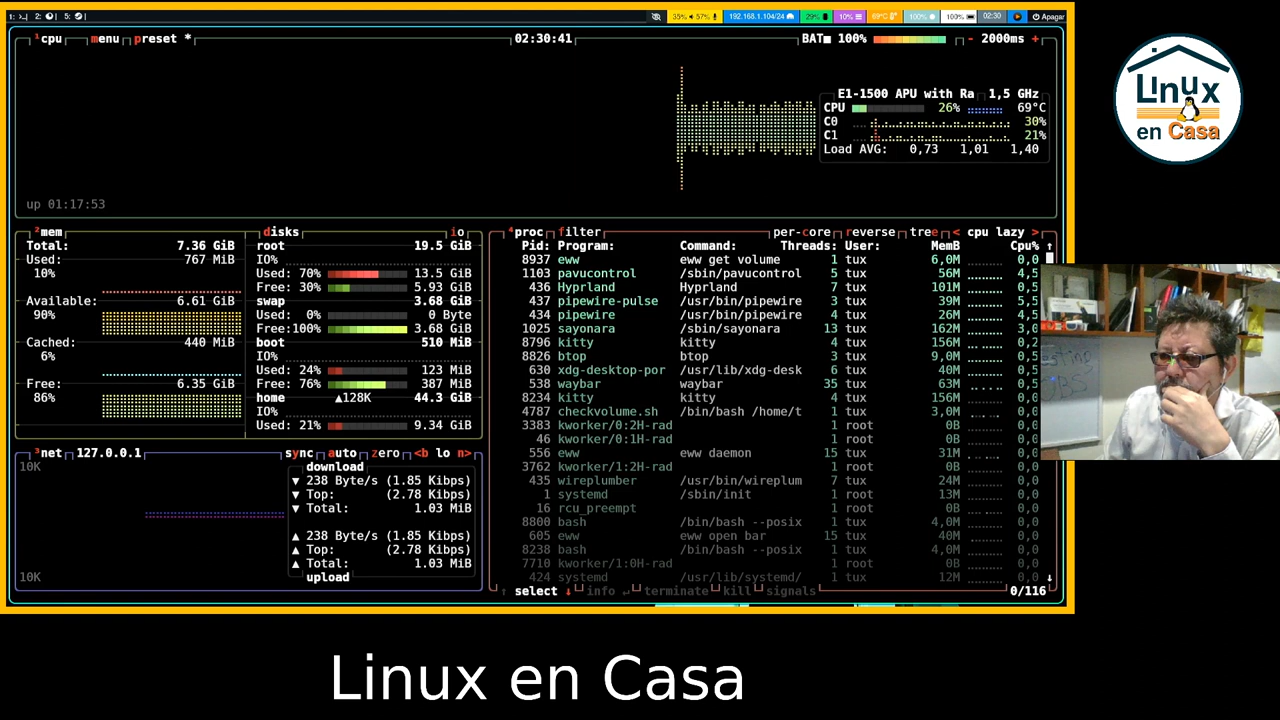 1: 2: 5: 35% 57% 192.168.1.104/24 29% 10% 69°C 100% 100% 02:30 Apagar
¹cpu menu preset * 02:30:41 BAT■ 100% - 2000ms +
E1-1500 APU with Ra 1,5 GHz
CPU 26% 69°C
C0 30%
C1 21%
Load AVG: 0,73 1,01 1,40
up 01:17:53
²mem
Total: 7.36 GiB
Used: 767 MiB
10%
Available: 6.61 GiB
90%
Cached: 440 MiB
6%
Free: 6.35 GiB
86%
disks io
root 19.5 GiB
IO%
Used: 70% 13.5 GiB
Free: 30% 5.93 GiB
swap 3.68 GiB
Used: 0% 0 Byte
Free:100% 3.68 GiB
boot 510 MiB
IO%
Used: 24% 123 MiB
Free: 76% 387 MiB
home ▲128K 44.3 GiB
IO%
Used: 21% 9.34 GiB
³net 127.0.0.1 sync auto zero <b lo n>
10K
download
▼ 238 Byte/s (1.85 Kibps)
▼ Top: (2.78 Kibps)
▼ Total: 1.03 MiB
▲ 238 Byte/s (1.85 Kibps)
▲ Top: (2.78 Kibps)
▲ Total: 1.03 MiB
upload
10K
⁴proc filter per-core reverse tree < cpu lazy >
Pid: Program: Command: Threads: User: MemB Cpu% ↑
8937 eww eww get volume 1 tux 6,0M 0,0
1103 pavucontrol /sbin/pavucontrol 5 tux 56M 4,5
436 Hyprland Hyprland 7 tux 101M 4,5
437 pipewire-pulse /usr/bin/pipewire 3 tux 39M 5,5
434 pipewire /usr/bin/pipewire 4 tux 26M 4,5
1025 sayonara /sbin/sayonara 13 tux 162M 3,0
8796 kitty kitty 4 tux 156M 0,2
8826 btop btop 3 tux 9,0M 0,5
630 xdg-desktop-por /usr/lib/xdg-desk 6 tux 40M 0,5
538 waybar waybar 35 tux 63M 0,5
8234 kitty kitty 4 tux 156M 0,0
4787 checkvolume.sh /bin/bash /home/t 1 tux 3,0M 0,0
3383 kworker/0:2H-rad 1 root 0B 0,0
46 kworker/0:1H-rad 1 root 0B 0,0
556 eww eww daemon 15 tux 31M 0,0
3762 kworker/1:2H-rad 1 root 0B 0,0
435 wireplumber /usr/bin/wireplum 7 tux 24M 0,0
1 systemd /sbin/init 1 root 13M 0,0
16 rcu_preempt 1 root 0B 0,0
8800 bash /bin/bash --posix 1 tux 4,0M 0,0
605 eww eww open bar 15 tux 40M 0,0
8238 bash /bin/bash --posix 1 tux 4,0M 0,0
7710 kworker/1:0H-rad 1 root 0B 0,0
424 systemd /usr/lib/systemd/ 1 tux 12M 0,0 ↓
↑ select ↓ info ↵ terminate kill signals 0/116
Linux
en Casa
Linux en Casa